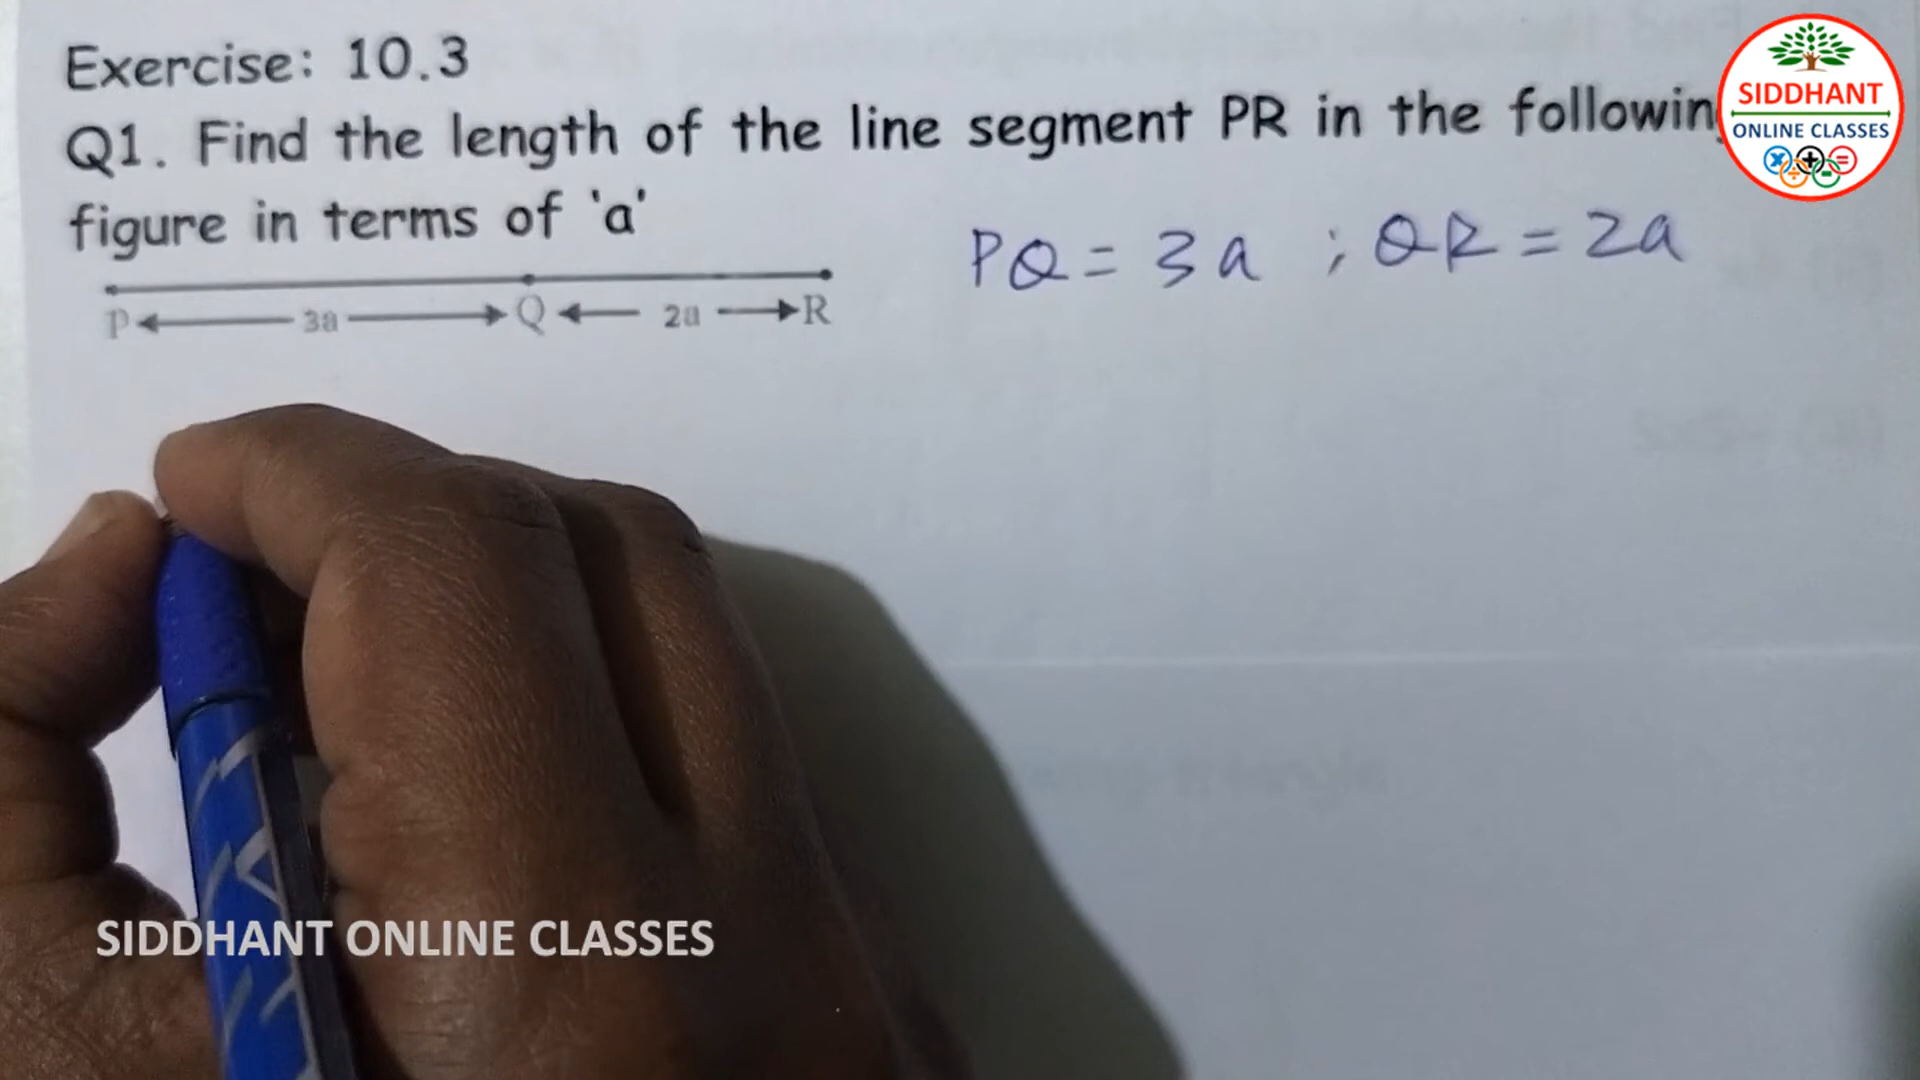 Exercise: 10.3
Q1. Find the length of the line segment PR in the followin
figure in terms of 'a'
PQ = 3a ; QR = 2a
P 3a Q 2a R
SIDDHANT
ONLINE CLASSES
SIDDHANT ONLINE CLASSES